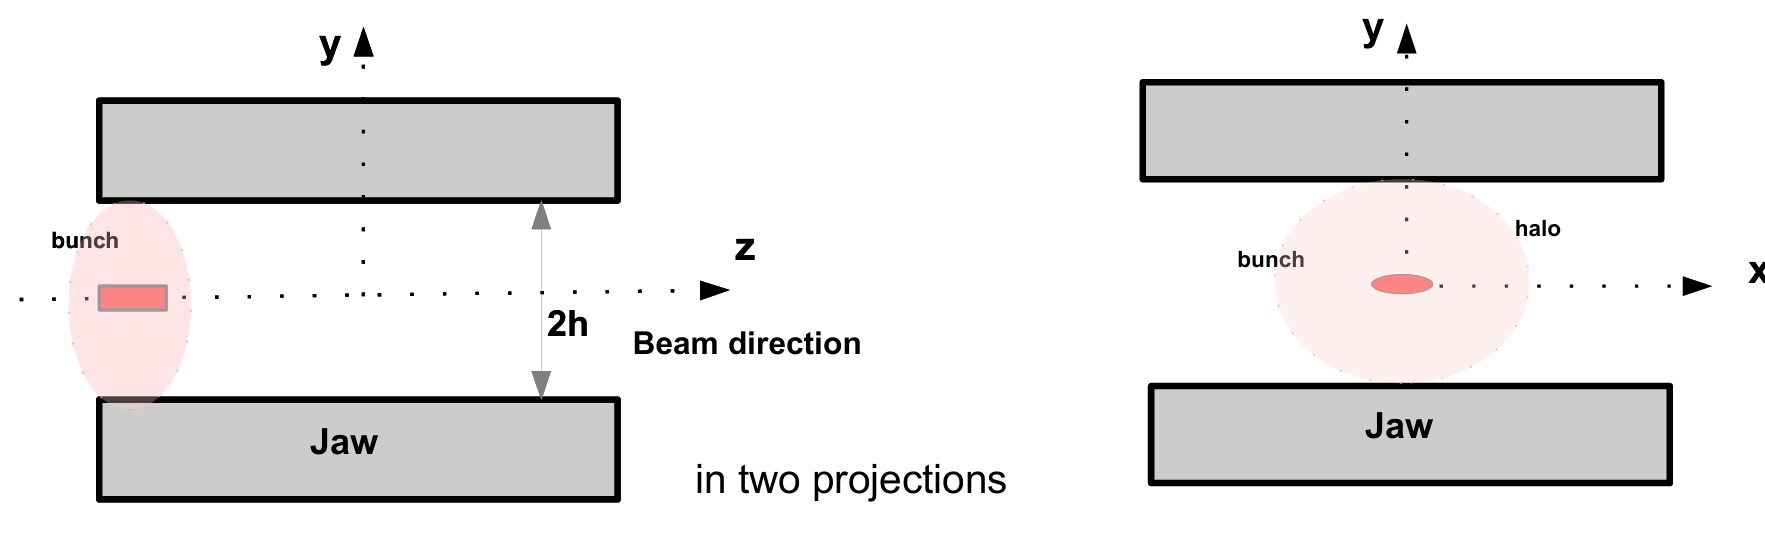 y
bunch
z
2h
Beam direction
Jaw
in two projections
y
halo
bunch
x
Jaw